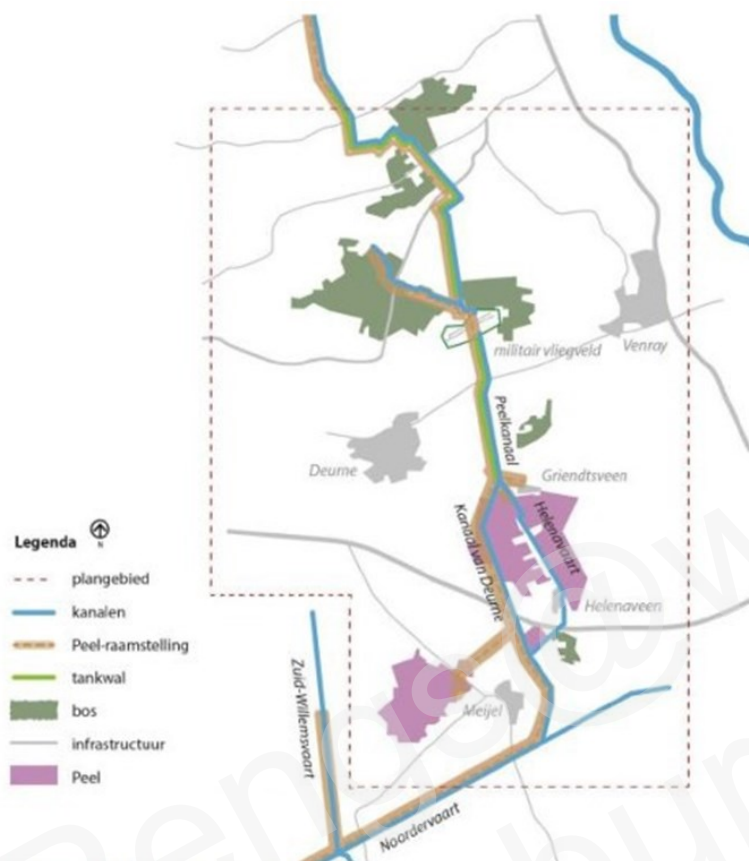 militair vliegveld
Venray
Peelkanaal
Deurne
Griendtsveen
Kanaal van Deurne
Helenavaart
Helenaveen
Legenda
N
plangebied
kanalen
Peel-raamstelling
tankwal
bos
infrastructuur
Peel
Zuid-Willemsvaart
Meijel
Noordervaart